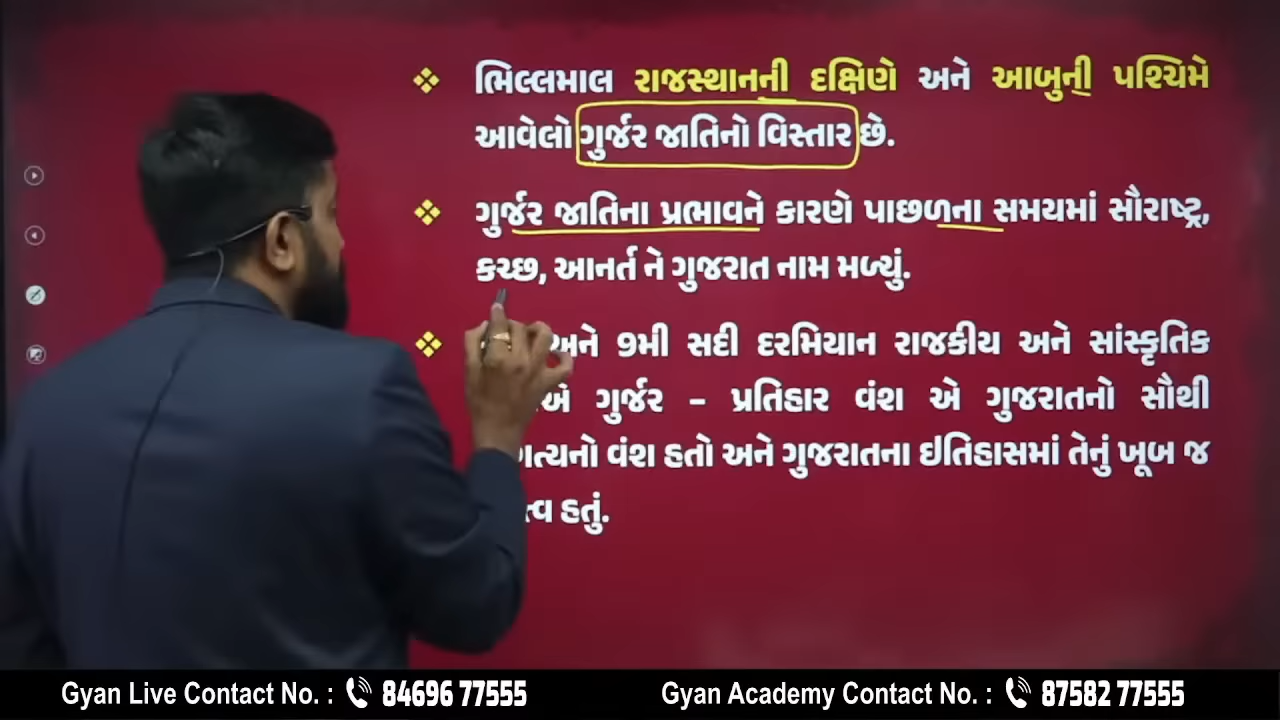 ભિલ્લમાલ રાજસ્થાનની દક્ષિણે અને આબુની પશ્ચિમે
આવેલો ગુર્જર જાતિનો વિસ્તાર છે.
ગુર્જર જાતિના પ્રભાવને કારણે પાછળના સમયમાં સૌરાષ્ટ્ર,
કચ્છ, આનર્ત ને ગુજરાત નામ મળ્યું.
અને ૭મી સદી દરમિયાન રાજકીય અને સાંસ્કૃતિક
ગુર્જર – પ્રતિહાર વંશ એ ગુજરાતનો સૌથી
વંશ હતો અને ગુજરાતના ઈતિહાસમાં તેનું ખૂબ જ
હતું.
Gyan Live Contact No. : 84696 77555
Gyan Academy Contact No. : 87582 77555